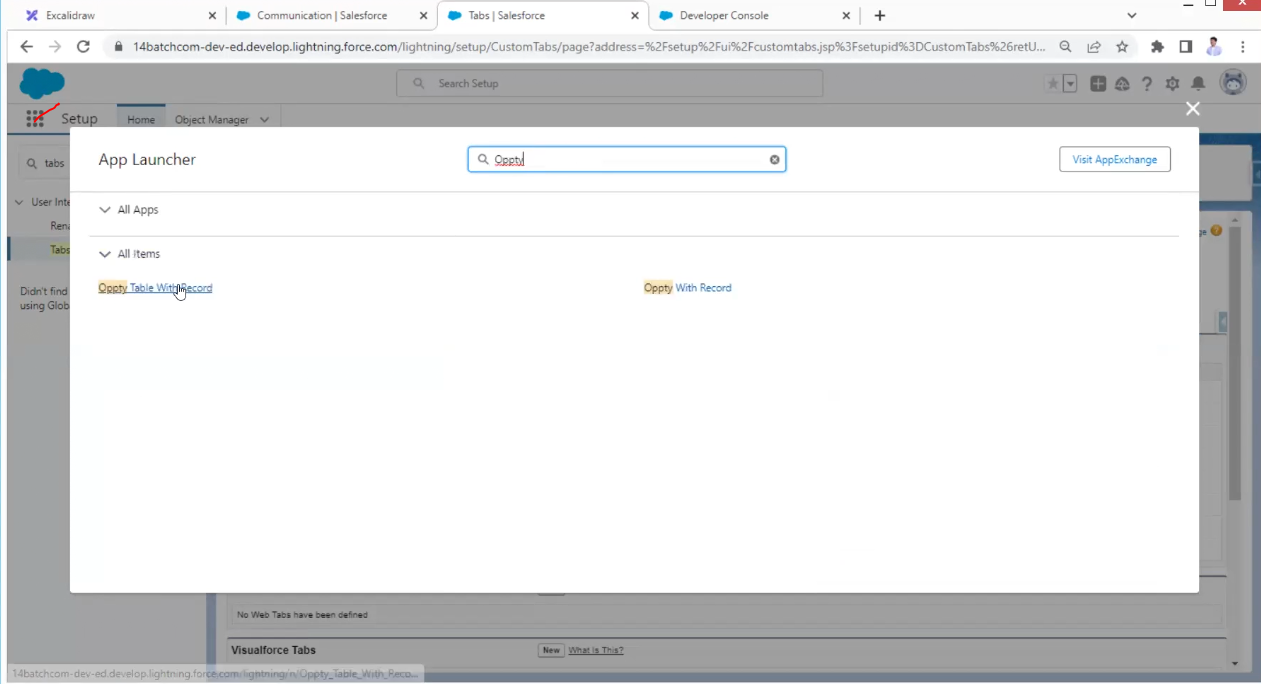 Excalidraw
Communication | Salesforce
Tabs | Salesforce
Developer Console
14batchcom-dev-ed.develop.lightning.force.com/lightning/setup/CustomTabs/page?address=%2Fsetup%2Fui%2Fcustomtabs.jsp%3Fsetupid%3DCustomTabs%26retU...
Search Setup
Setup
Home
Object Manager
tabs
App Launcher
Oppty
Visit AppExchange
User Inte
All Apps
Rena
Tabs
All Items
Oppty Table With Record
Oppty With Record
Didn't find
using Glob
No Web Tabs have been defined
Visualforce Tabs
New
What Is This?
14batchcom-dev-ed.develop.lightning.force.com/lightning/n/Oppty_Table_With_Reco...